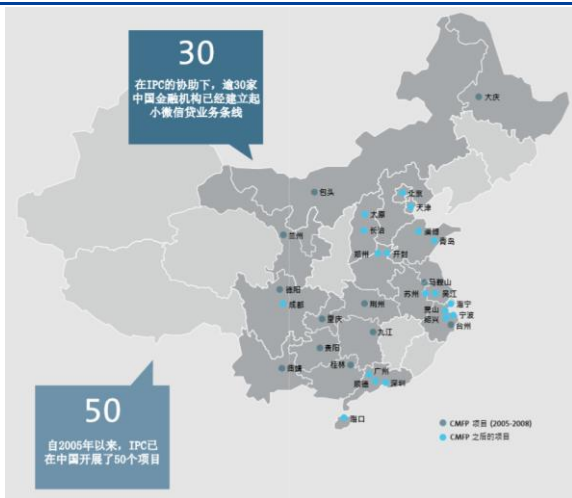 30
在IPC的协助下，逾30家
中国金融机构已经建立起
小微信贷业务条线
大庆
包头
北京
天津
太原
长治
淄博
青岛
兰州
郑州
开封
德阳
成都
马鞍山
苏州
吴江
海宁
萧山
宁波
绍兴
台州
荆州
重庆
九江
贵阳
桂林
曲靖
广州
顺德
深圳
海口
50
自2005年以来，IPC已
在中国开展了50个项目
CMFP 项目 (2005-2008)
CMFP 之后的项目